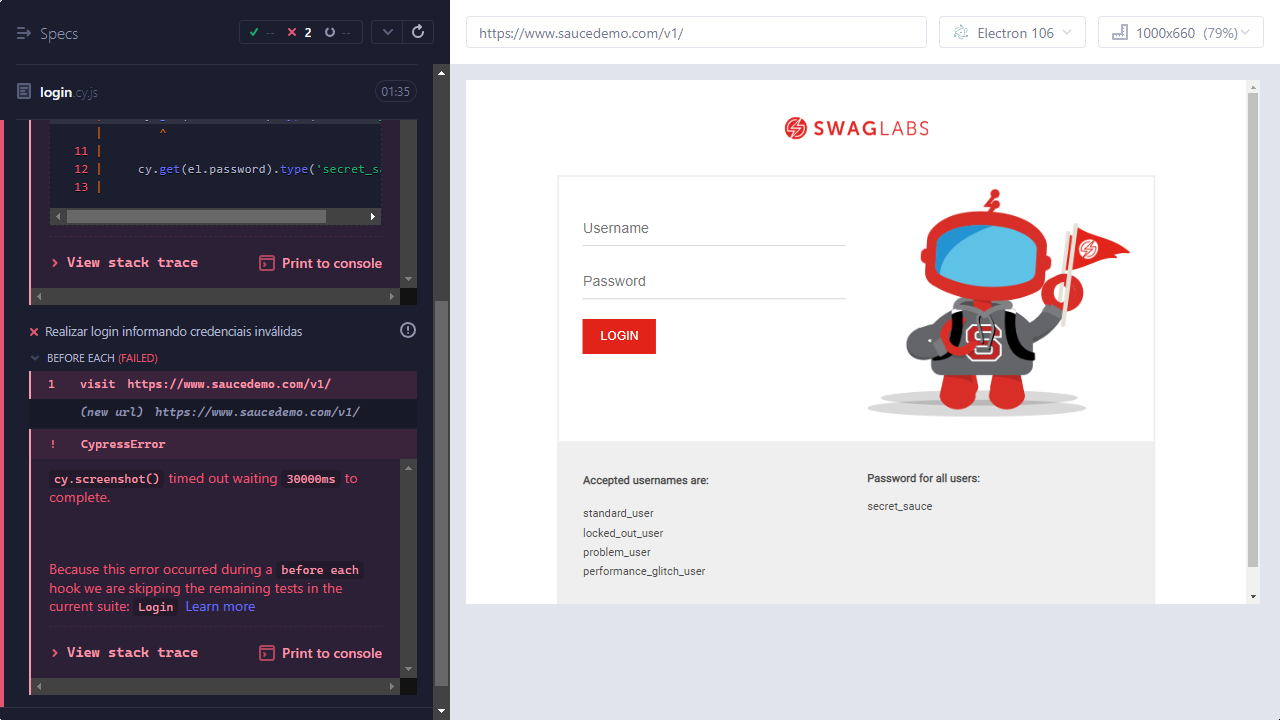 Specs
-- 2 --
login.cy.js
01:35
^
11
12 cy.get(el.password).type('secret_sa
13
View stack trace
Print to console
Realizar login informando credenciais inválidas
BEFORE EACH (FAILED)
1 visit https://www.saucedemo.com/v1/
(new url) https://www.saucedemo.com/v1/
! CypressError
cy.screenshot() timed out waiting 30000ms to
complete.
Because this error occurred during a before each
hook we are skipping the remaining tests in the
current suite: Login Learn more
View stack trace
Print to console
https://www.saucedemo.com/v1/
Electron 106
1000x660 (79%)
SWAGLABS
Username
Password
LOGIN
S
Accepted usernames are:
standard_user
locked_out_user
problem_user
performance_glitch_user
Password for all users:
secret_sauce